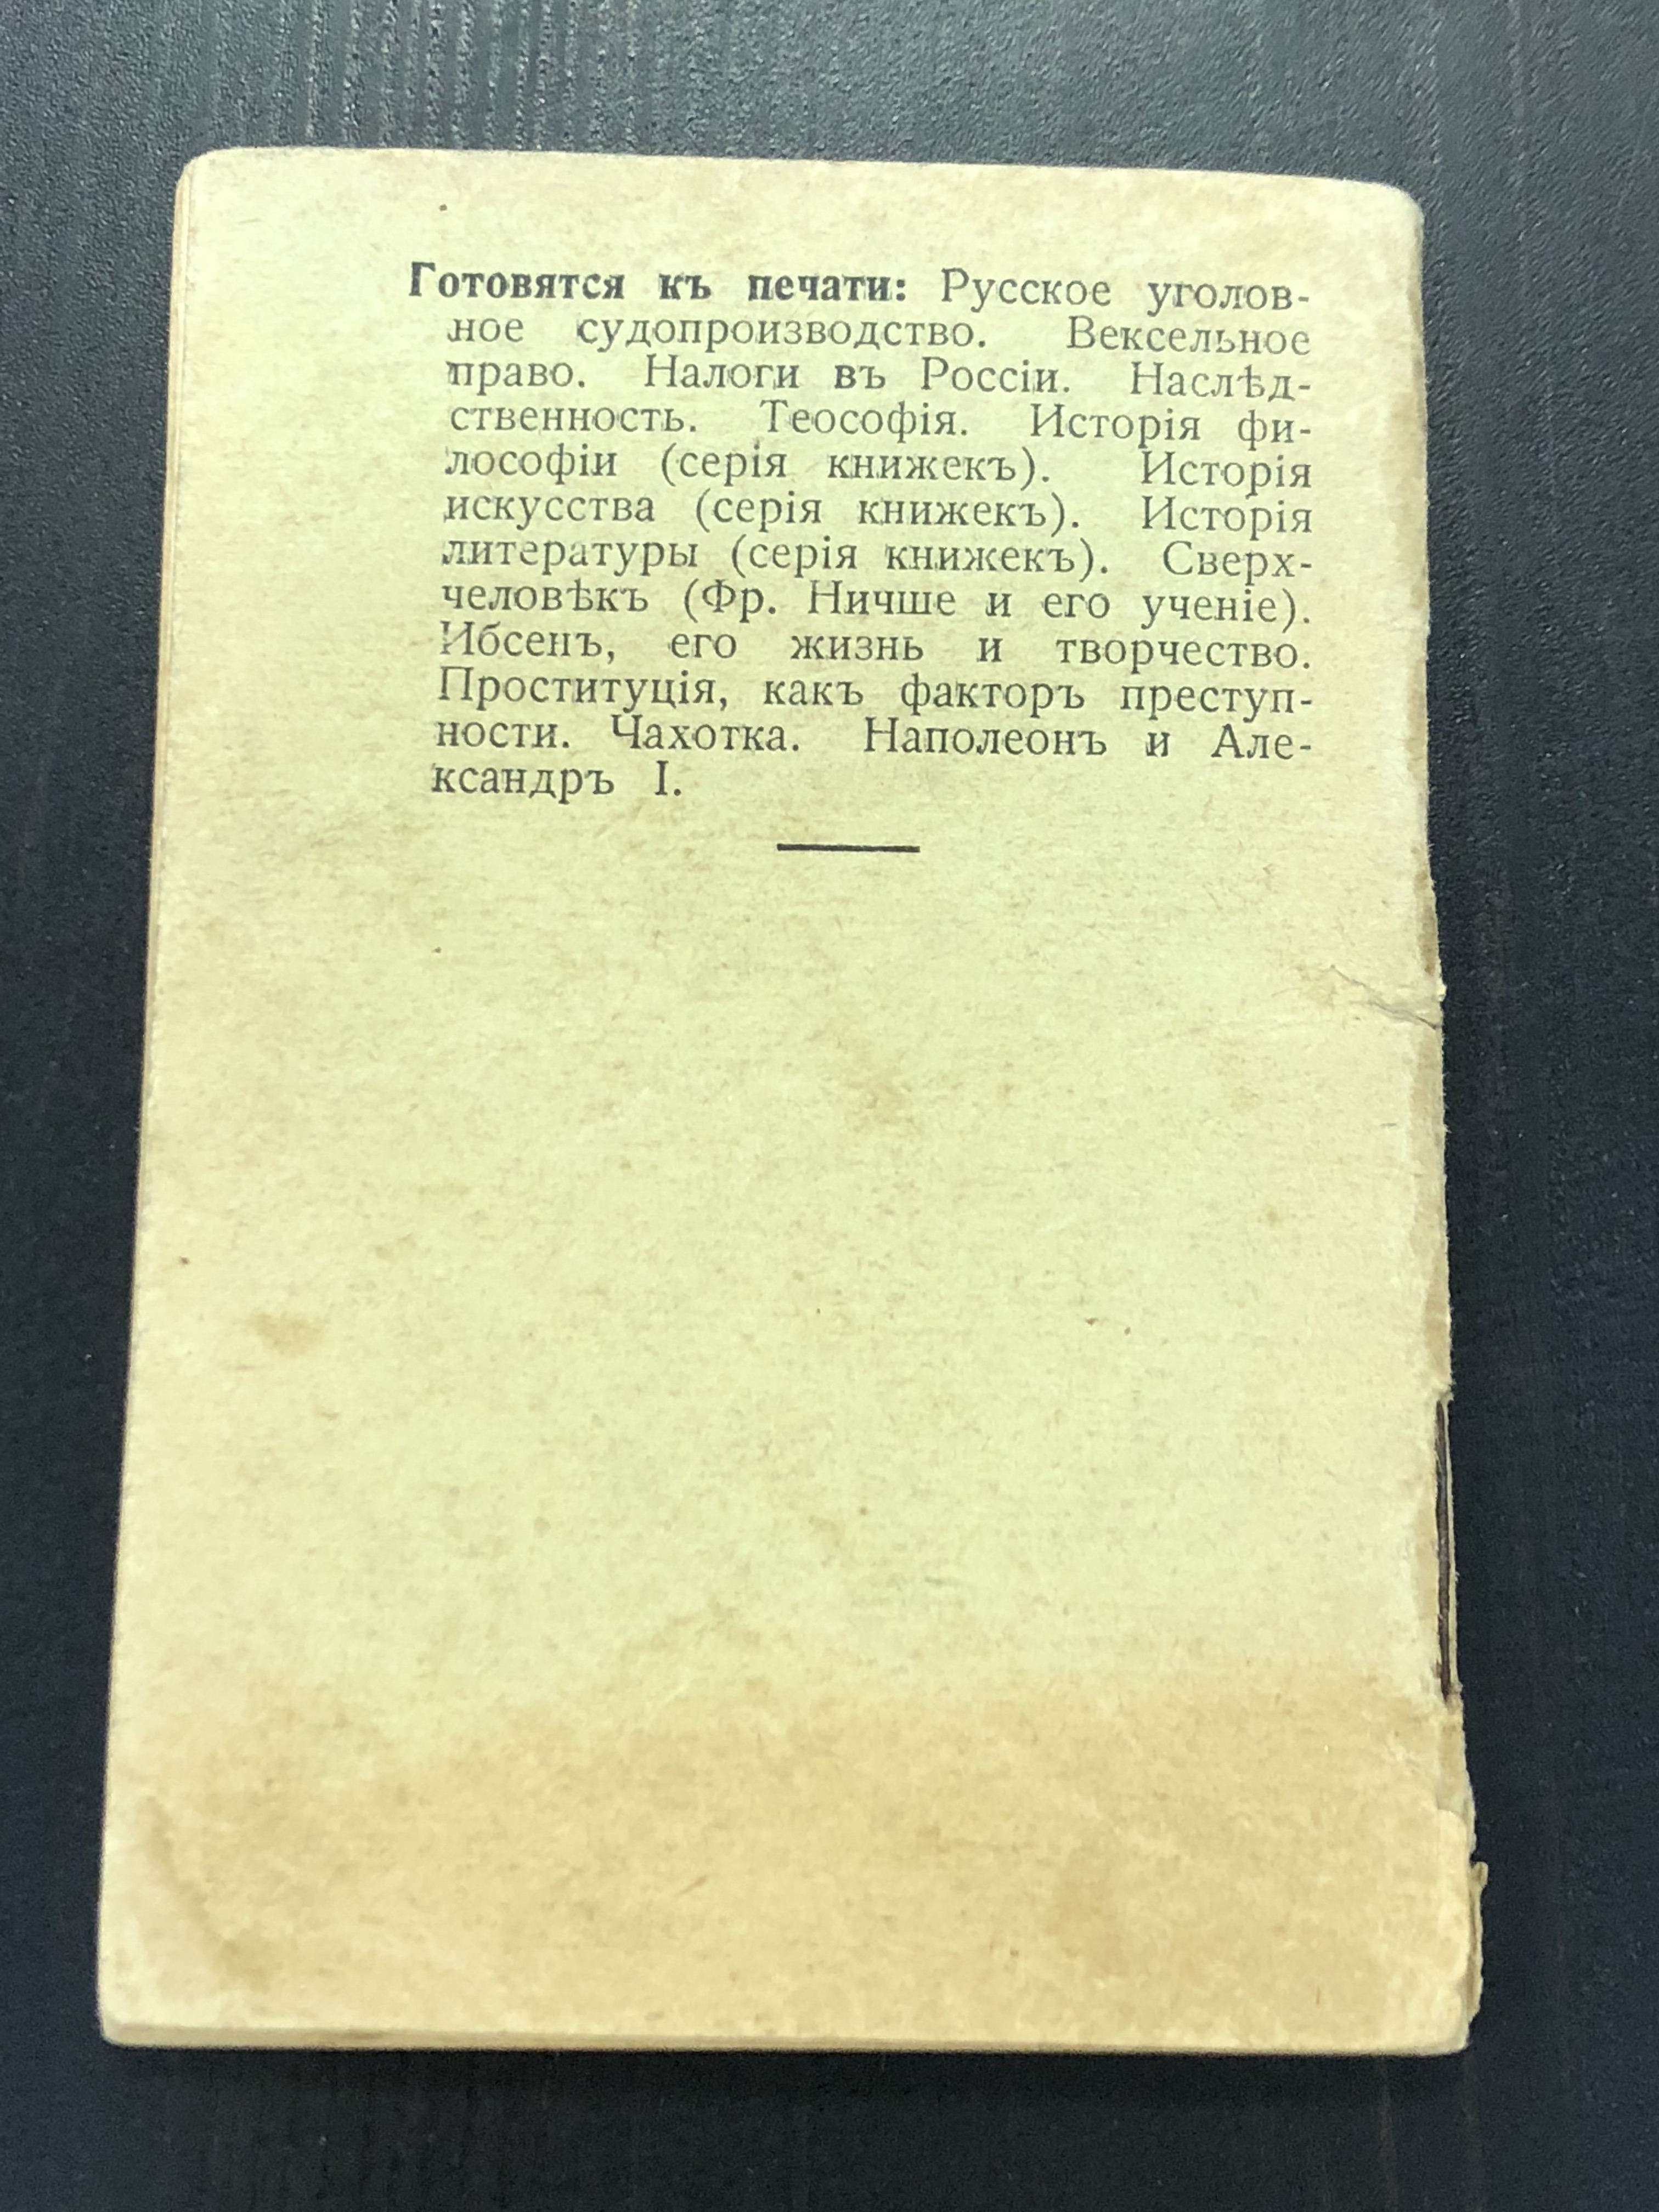 Готовятся къ печати: Русское уголов-
ное судопроизводство. Вексельное
право. Налоги въ Россіи. Наслѣд-
ственность. Теософія. Исторія фи-
лософіи (серія книжекъ). Исторія
искусства (серія книжекъ). Исторія
литературы (серія книжекъ). Сверх-
человѣкъ (Фр. Ничше и его ученіе).
Ибсенъ, его жизнь и творчество.
Проституція, какъ факторъ преступ-
ности. Чахотка. Наполеонъ и Але-
ксандръ I.